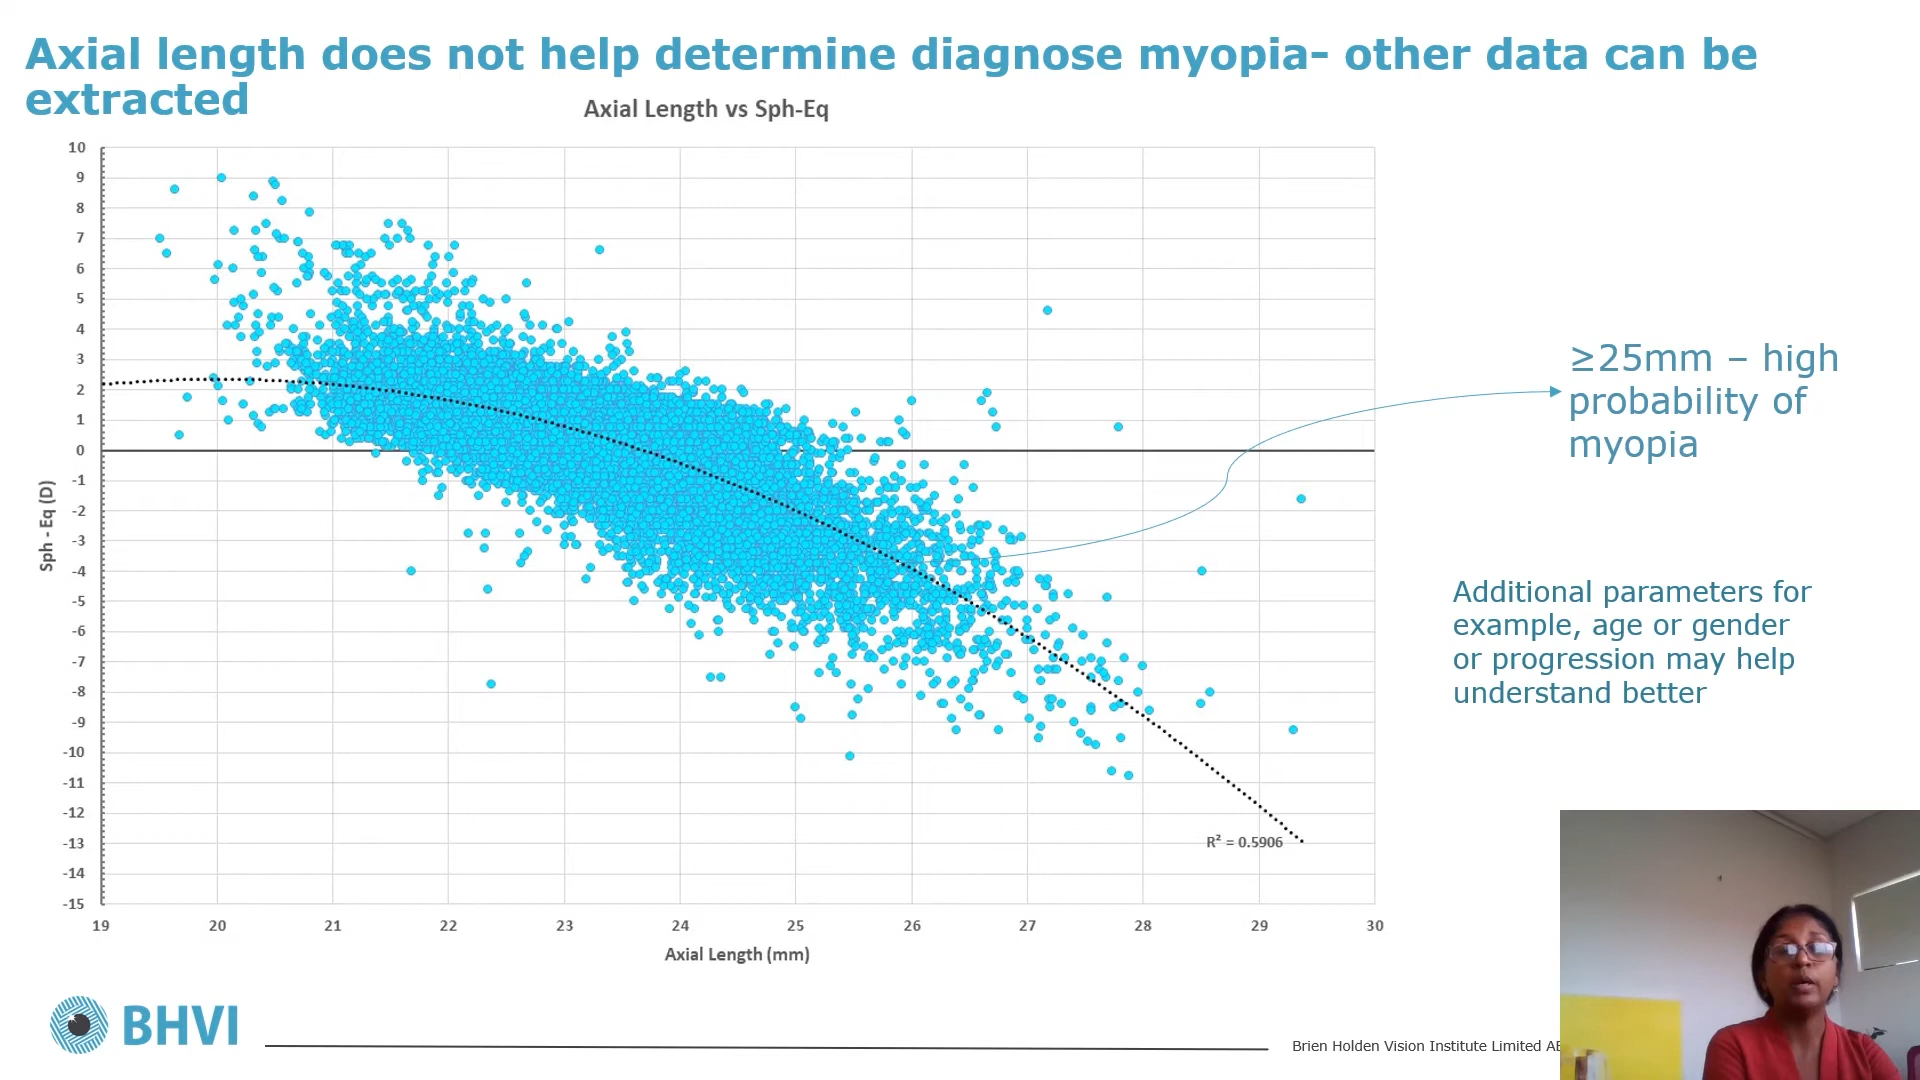 Axial length does not help determine diagnose myopia- other data can be
extracted
Axial Length vs Sph-Eq
10
9
8
7
6
5
4
3
2
1
0
-1
-2
-3
-4
-5
-6
-7
-8
-9
-10
-11
-12
-13
-14
-15
Sph - Eq (D)
19 20 21 22 23 24 25 26 27 28 29 30
Axial Length (mm)
R² = 0.5906
≥25mm – high
probability of
myopia
Additional parameters for
example, age or gender
or progression may help
understand better
BHVI
Brien Holden Vision Institute Limited